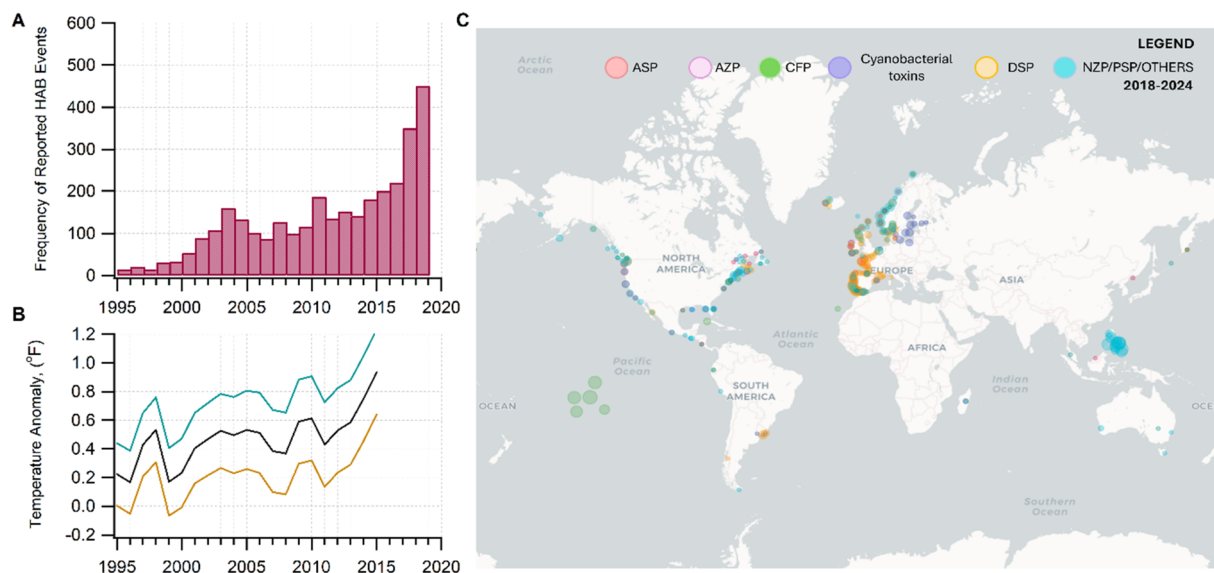 A
Frequency of Reported HAB Events
600
500
400
300
200
100
0
1995
2000
2005
2010
2015
2020
B
Temperature Anomaly, (°F)
1.2
1.0
0.8
0.6
0.4
0.2
0.0
-0.2
1995
2000
2005
2010
2015
2020
C
LEGEND
ASP
AZP
CFP
Cyanobacterial
toxins
DSP
NZP/PSP/OTHERS
2018-2024
Arctic
Ocean
NORTH
AMERICA
EUROPE
ASIA
Atlantic
Ocean
AFRICA
Pacific
Ocean
SOUTH
AMERICA
Indian
Ocean
OCEAN
OCE
Southern
Ocean